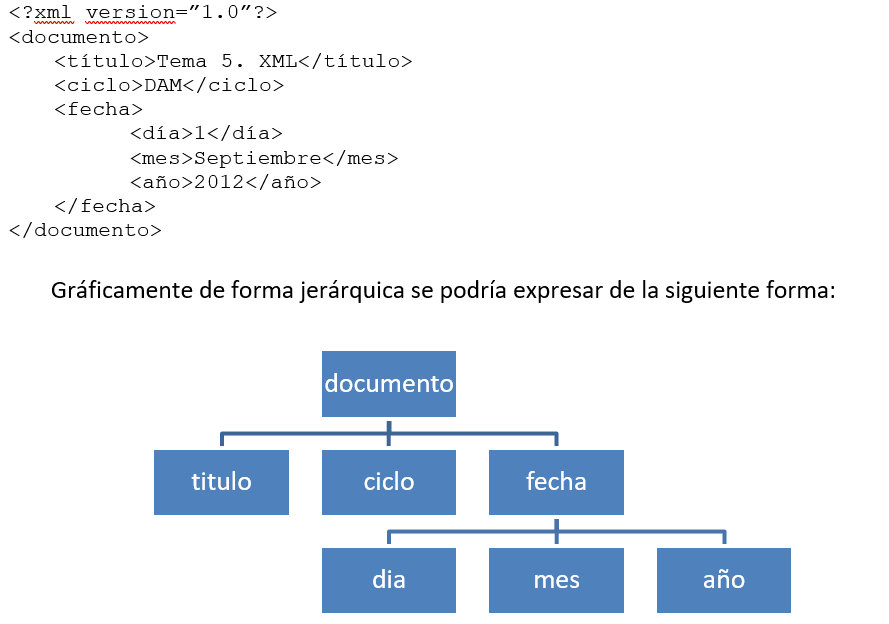 <?xml version=”1.0”?>
<documento>
<título>Tema 5. XML</título>
<ciclo>DAM</ciclo>
<fecha>
<día>1</día>
<mes>Septiembre</mes>
<año>2012</año>
</fecha>
</documento>
Gráficamente de forma jerárquica se podría expresar de la siguiente forma:
documento
titulo ciclo fecha
dia mes año